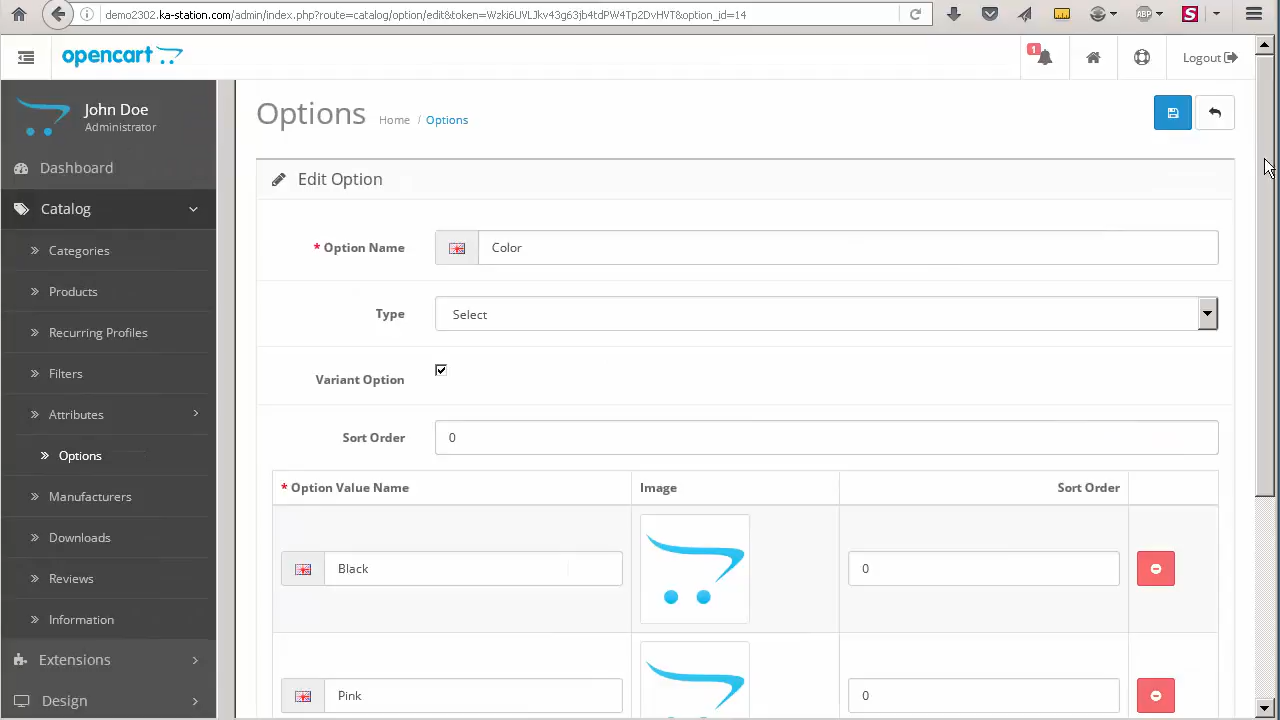 demo2302.ka-station.com/admin/index.php?route=catalog/option/edit&token=Wzki6UVLJkv43g63jb4tdPW4Tp2DvHVT&option_id=14
ABP
S
opencart
1
Logout
John Doe
Administrator
Options
Home / Options
Dashboard
Catalog
Categories
Products
Recurring Profiles
Filters
Attributes
Options
Manufacturers
Downloads
Reviews
Information
Extensions
Design
Edit Option
* Option Name
Color
Type
Select
Variant Option
Sort Order
0
* Option Value Name
Image
Sort Order
Black
0
Pink
0